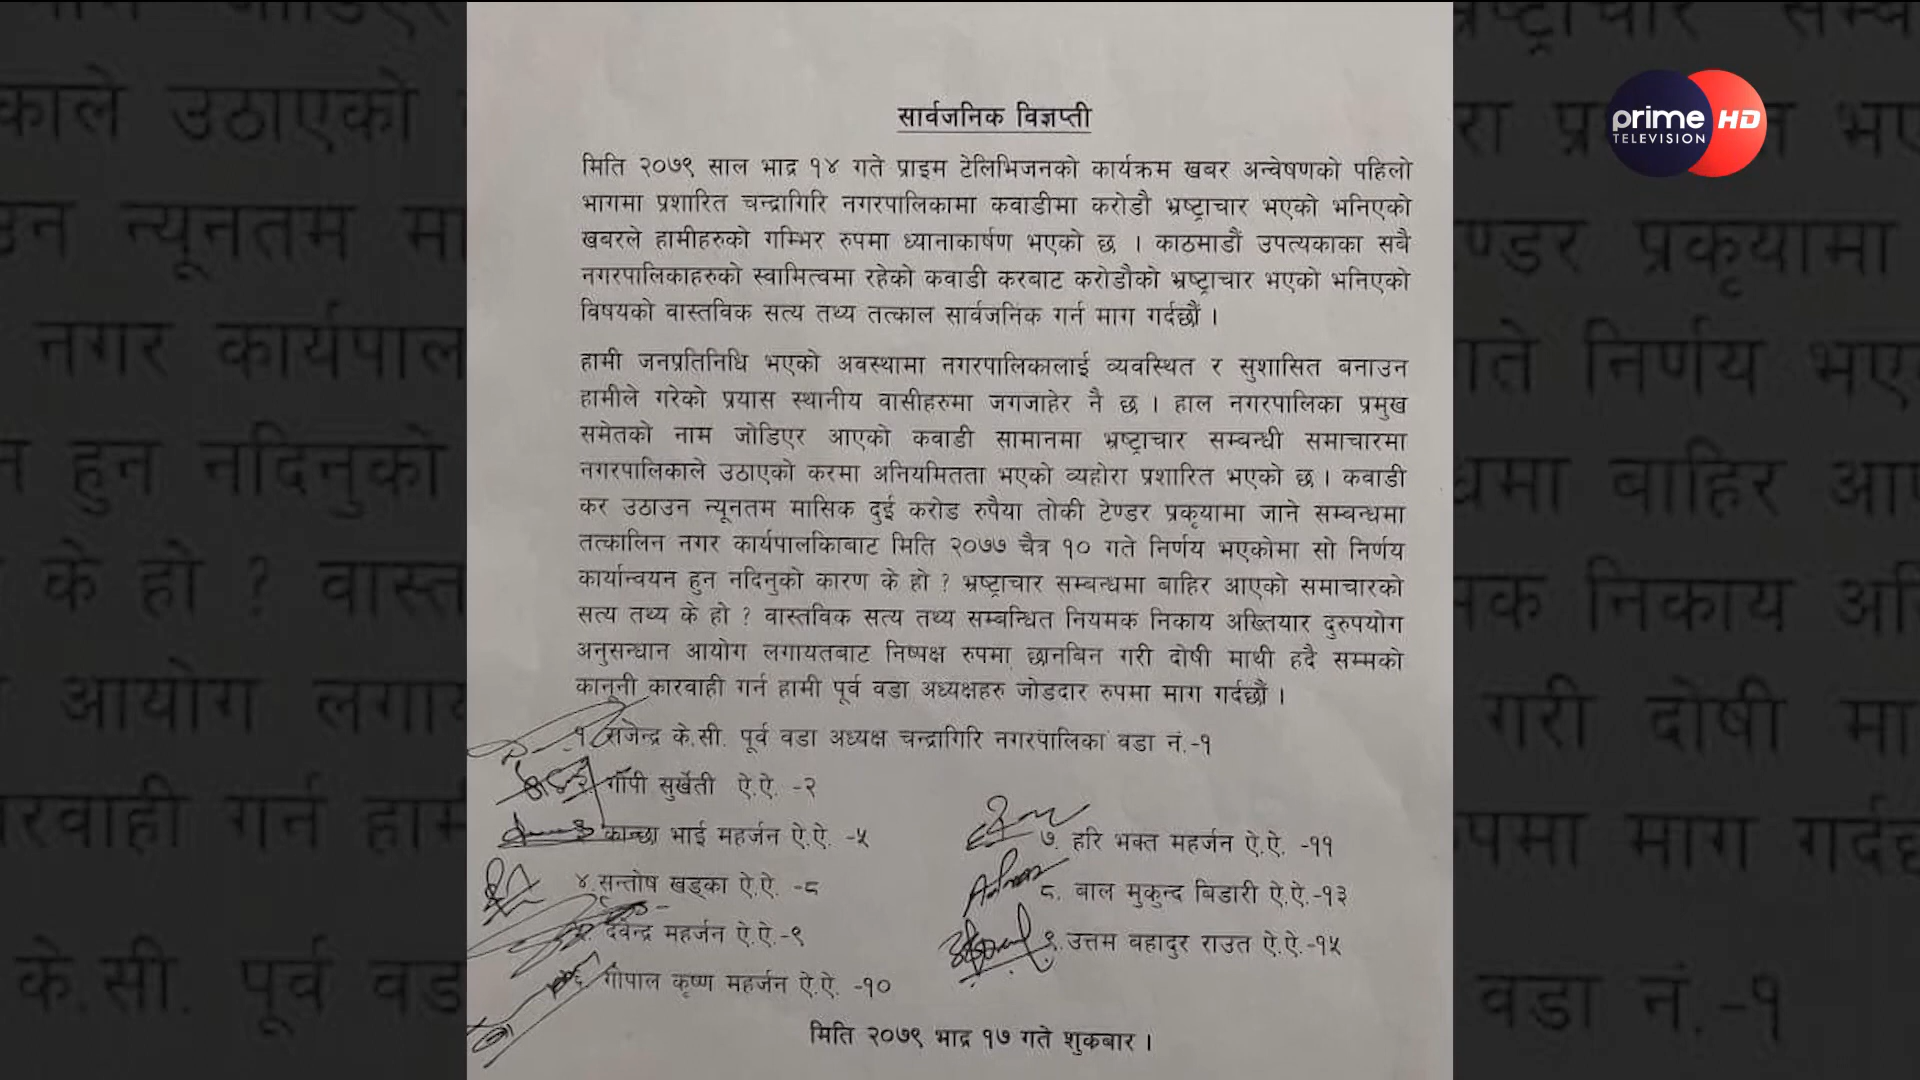 prime HD
TELEVISION
सार्वजनिक विज्ञप्ती
मिति २०७९ साल भाद्र १४ गते प्राइम टेलिभिजनको कार्यक्रम खबर अन्वेषणको पहिलो
भागमा प्रशारित चन्द्रागिरि नगरपालिकामा कवाडीमा करोडौ भ्रष्ट्राचार भएको भनिएको
खबरले हामीहरुको गम्भिर रुपमा ध्यानाकार्षण भएको छ । काठमाडौं उपत्यकाका सबै
नगरपालिकाहरुको स्वामित्वमा रहेको कवाडी करबाट करोडौको भ्रष्ट्राचार भएको भनिएको
विषयको वास्तविक सत्य तथ्य तत्काल सार्वजनिक गर्न माग गर्दछौं ।
हामी जनप्रतिनिधि भएको अवस्थामा नगरपालिकालाई व्यवस्थित र सुशासित बनाउन
हामीले गरेको प्रयास स्थानीय वासीहरुमा जगजाहेर नै छ । हाल नगरपालिका प्रमुख
समेतको नाम जोडिएर आएको कवाडी सामानमा भ्रष्ट्राचार सम्बन्धी समाचारमा
नगरपालिकाले उठाएको करमा अनियमितता भएको व्यहोरा प्रशारित भएको छ । कवाडी
कर उठाउन न्यूनतम मासिक दुई करोड रुपैया तोकी टेण्डर प्रकृयामा जाने सम्बन्धमा
तत्कालिन नगर कार्यपालकिाबाट मिति २०७७ चैत्र १० गते निर्णय भएकोमा सो निर्णय
कार्यान्वयन हुन नदिनुको कारण के हो ? भ्रष्ट्राचार सम्बन्धमा बाहिर आएको समाचारको
सत्य तथ्य के हो ? वास्तविक सत्य तथ्य सम्बन्धित नियमक निकाय अख्तियार दुरुपयोग
अनुसन्धान आयोग लगायतबाट निष्पक्ष रुपमा छानबिन गरी दोषी माथी हदै सम्मको
कानूनी कारवाही गर्न हामी पूर्व वडा अध्यक्षहरु जोडदार रुपमा माग गर्दछौं ।
१. राजेन्द्र के.सी. पूर्व वडा अध्यक्ष चन्द्रागिरि नगरपालिका वडा नं.-१
गोपी सुर्खेती ऐ.ऐ. -२
कान्छा भाई महर्जन ऐ.ऐ. -५
४. सन्तोष खड्का ऐ.ऐ. -८
देवेन्द्र महर्जन ऐ.ऐ.-९
६. गोपाल कृष्ण महर्जन ऐ.ऐ. -१०
७. हरि भक्त महर्जन ऐ.ऐ. -११
८. बाल मुकुन्द बिडारी ऐ.ऐ.-१३
९. उत्तम बहादुर राउत ऐ.ऐ.-१५
मिति २०७९ भाद्र १७ गते शुक्रबार ।